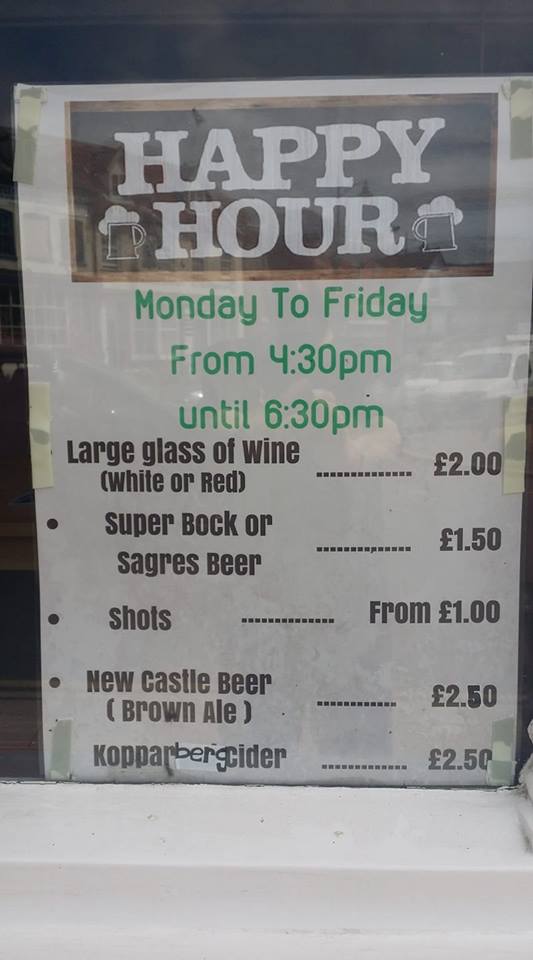 HAPPY
HOUR
Monday To Friday
From 4:30pm
until 6:30pm
Large glass of Wine
(White or Red) .............. £2.00
• Super Bock or
Sagres Beer .............. £1.50
• Shots .............. From £1.00
• New Castle Beer
( Brown Ale ) ............ £2.50
Kopparbergcider ............. £2.50